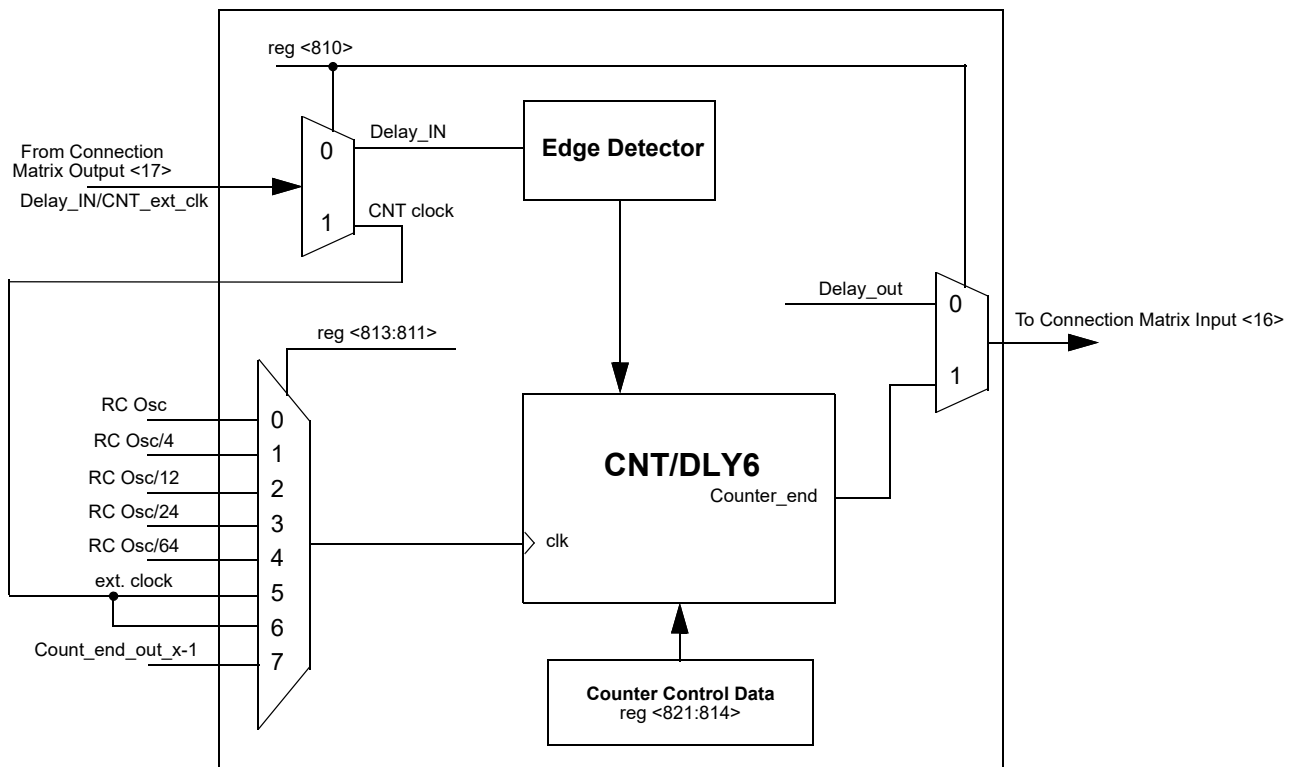 reg <810>
Delay_IN
Edge Detector
0
From Connection
Matrix Output <17>
Delay_IN/CNT_ext_clk
1
CNT clock
Delay_out
0
To Connection Matrix Input <16>
1
reg <813:811>
RC Osc
0
RC Osc/4
1
RC Osc/12
2
RC Osc/24
3
RC Osc/64
4
ext. clock
5
6
Count_end_out_x-1
7
CNT/DLY6
Counter_end
clk
Counter Control Data
reg <821:814>